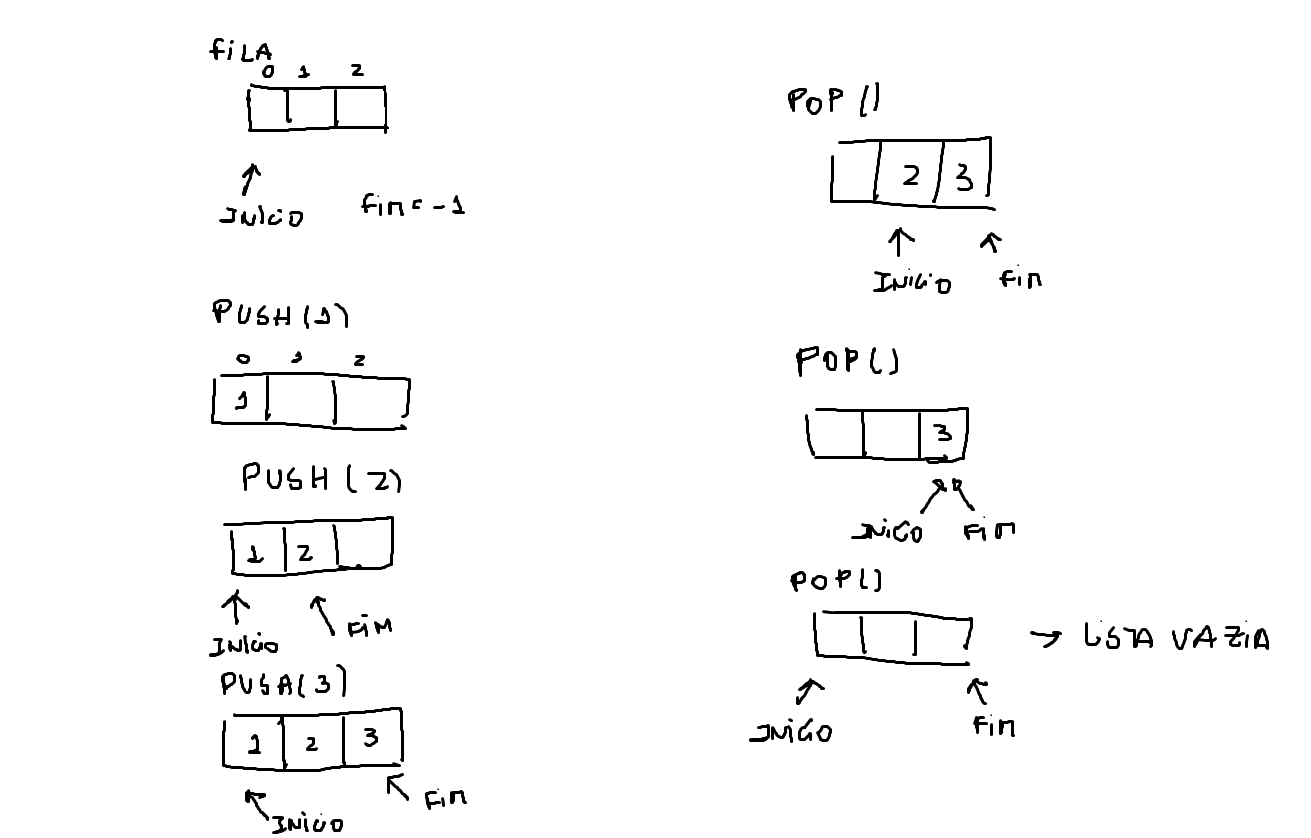 FILA
0 1 2
INICIO
FIM = -1
PUSH(1)
0 1 2
1
PUSH(2)
1 2
INICIO
FIM
PUSH(3)
1 2 3
FIM
INICIO
POP()
2 3
INICIO
FIM
POP()
3
INICIO FIM
POP()
→ LISTA VAZIA
INICIO
FIM